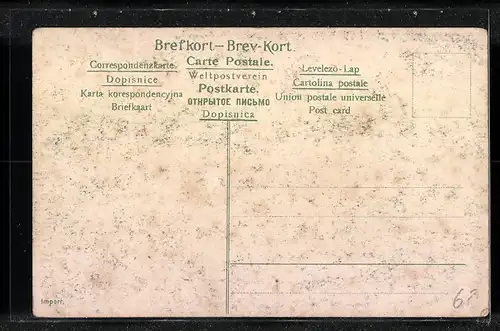 Brefkort—Brev-Kort
Carte Postale.
Weltpostverein
Postkarte.
ОТКРЫТОЕ ПИСЬМО
Dopisnica
Correspondenzkarte.
Dopisnice
Karta korespondencyjna
Briefkaart
Levelező-Lap
Cartolina postale
Union postale universelle
Post card
Import.